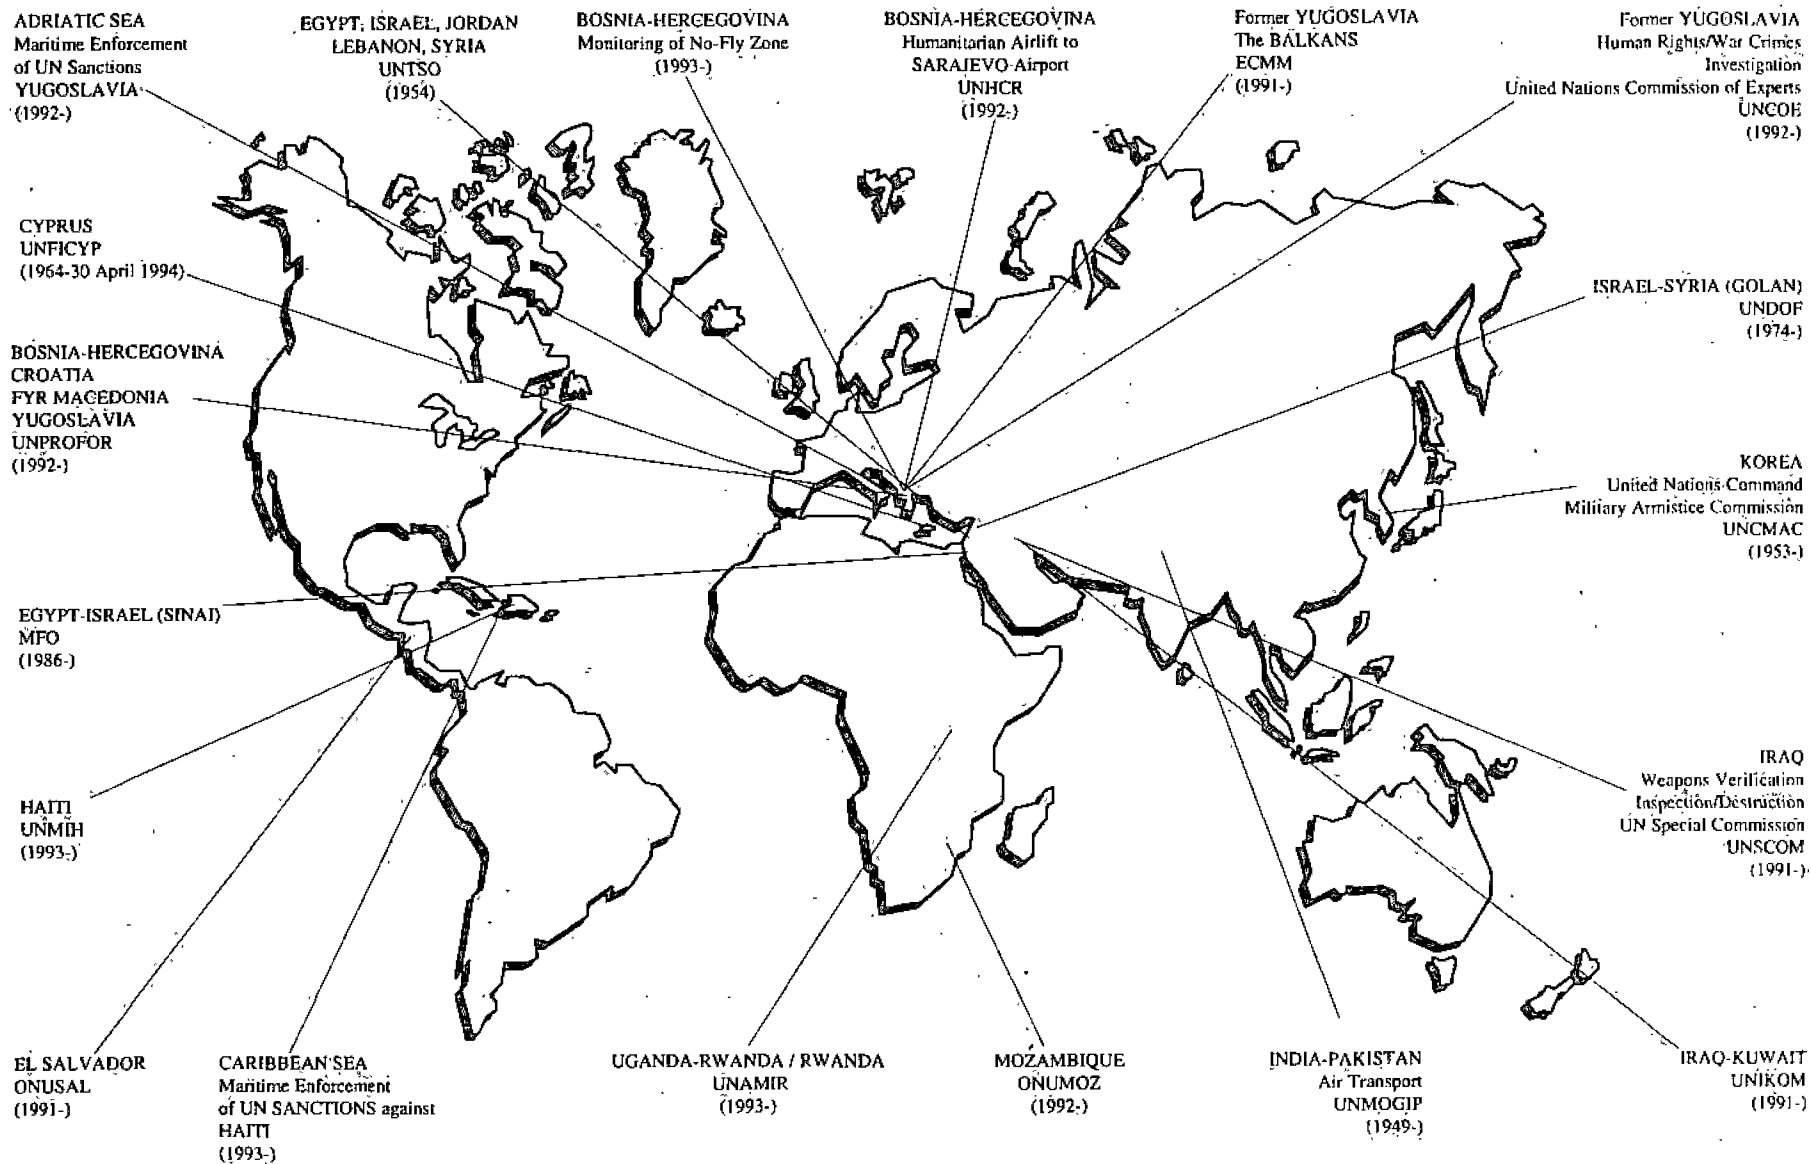 ADRIATIC SEA
Maritime Enforcement
of UN Sanctions
YUGOSLAVIA
(1992-)
EGYPT, ISRAEL, JORDAN
LEBANON, SYRIA
UNTSO
(1954)
BOSNIA-HERCEGOVINA
Monitoring of No-Fly Zone
(1993-)
BOSNIA-HERCEGOVINA
Humanitarian Airlift to
SARAJEVO Airport
UNHCR
(1992-)
Former YUGOSLAVIA
The BALKANS
ECMM
(1991-)
Former YUGOSLAVIA
Human Rights/War Crimes
Investigation
United Nations Commission of Experts
UNCOE
(1992-)
CYPRUS
UNFICYP
(1964-30 April 1994)
ISRAEL-SYRIA (GOLAN)
UNDOF
(1974-)
BOSNIA-HERCEGOVINA
CROATIA
FYR MACEDONIA
YUGOSLAVIA
UNPROFOR
(1992-)
KOREA
United Nations Command
Military Armistice Commission
UNCMAC
(1953-)
EGYPT-ISRAEL (SINAI)
MFO
(1986-)
HAITI
UNMIH
(1993-)
IRAQ
Weapons Verification
Inspection/Destruction
UN Special Commission
UNSCOM
(1991-)
EL SALVADOR
ONUSAL
(1991-)
CARIBBEAN SEA
Maritime Enforcement
of UN SANCTIONS against
HAITI
(1993-)
UGANDA-RWANDA / RWANDA
UNAMIR
(1993-)
MOZAMBIQUE
ONUMOZ
(1992-)
INDIA-PAKISTAN
Air Transport
UNMOGIP
(1949-)
IRAQ-KUWAIT
UNIKOM
(1991-)